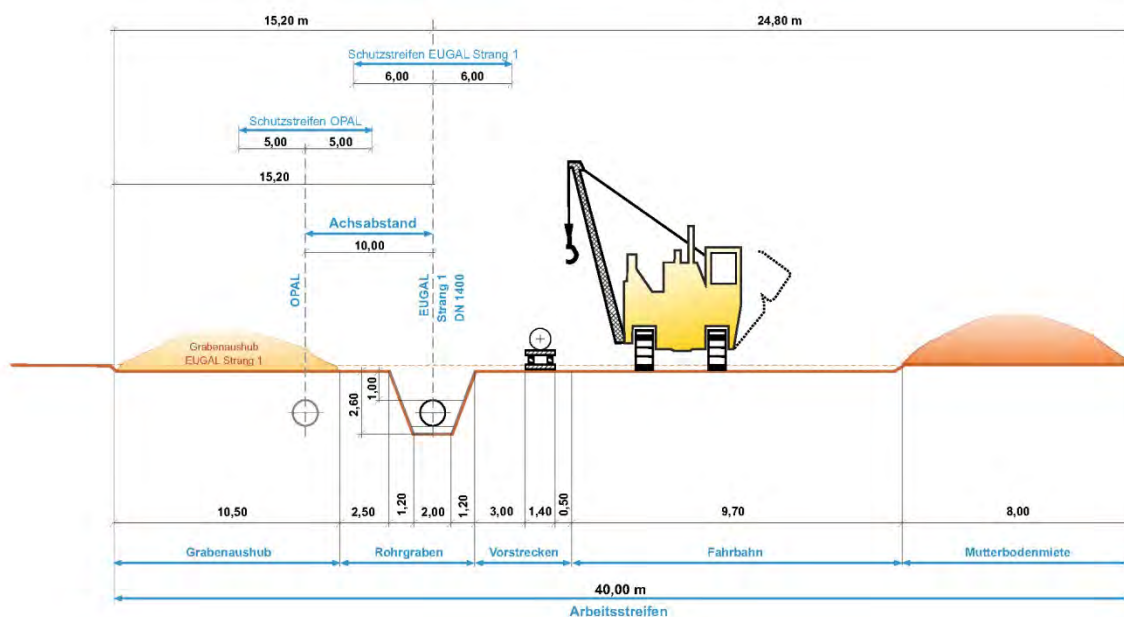 15,20 m
24,80 m
Schutzstreifen EUGAL Strang 1
6,00
6,00
Schutzstreifen OPAL
5,00
5,00
15,20
Achsabstand
10,00
OPAL
EUGAL
Strang 1
DN 1400
Grabenaushub
EUGAL Strang 1
1,00
2,60
10,50
2,50
1,20
2,00
1,20
3,00
1,40
0,50
9,70
8,00
Grabenaushub
Rohrgraben
Vorstrecken
Fahrbahn
Mutterbodenmiete
40,00 m
Arbeitsstreifen